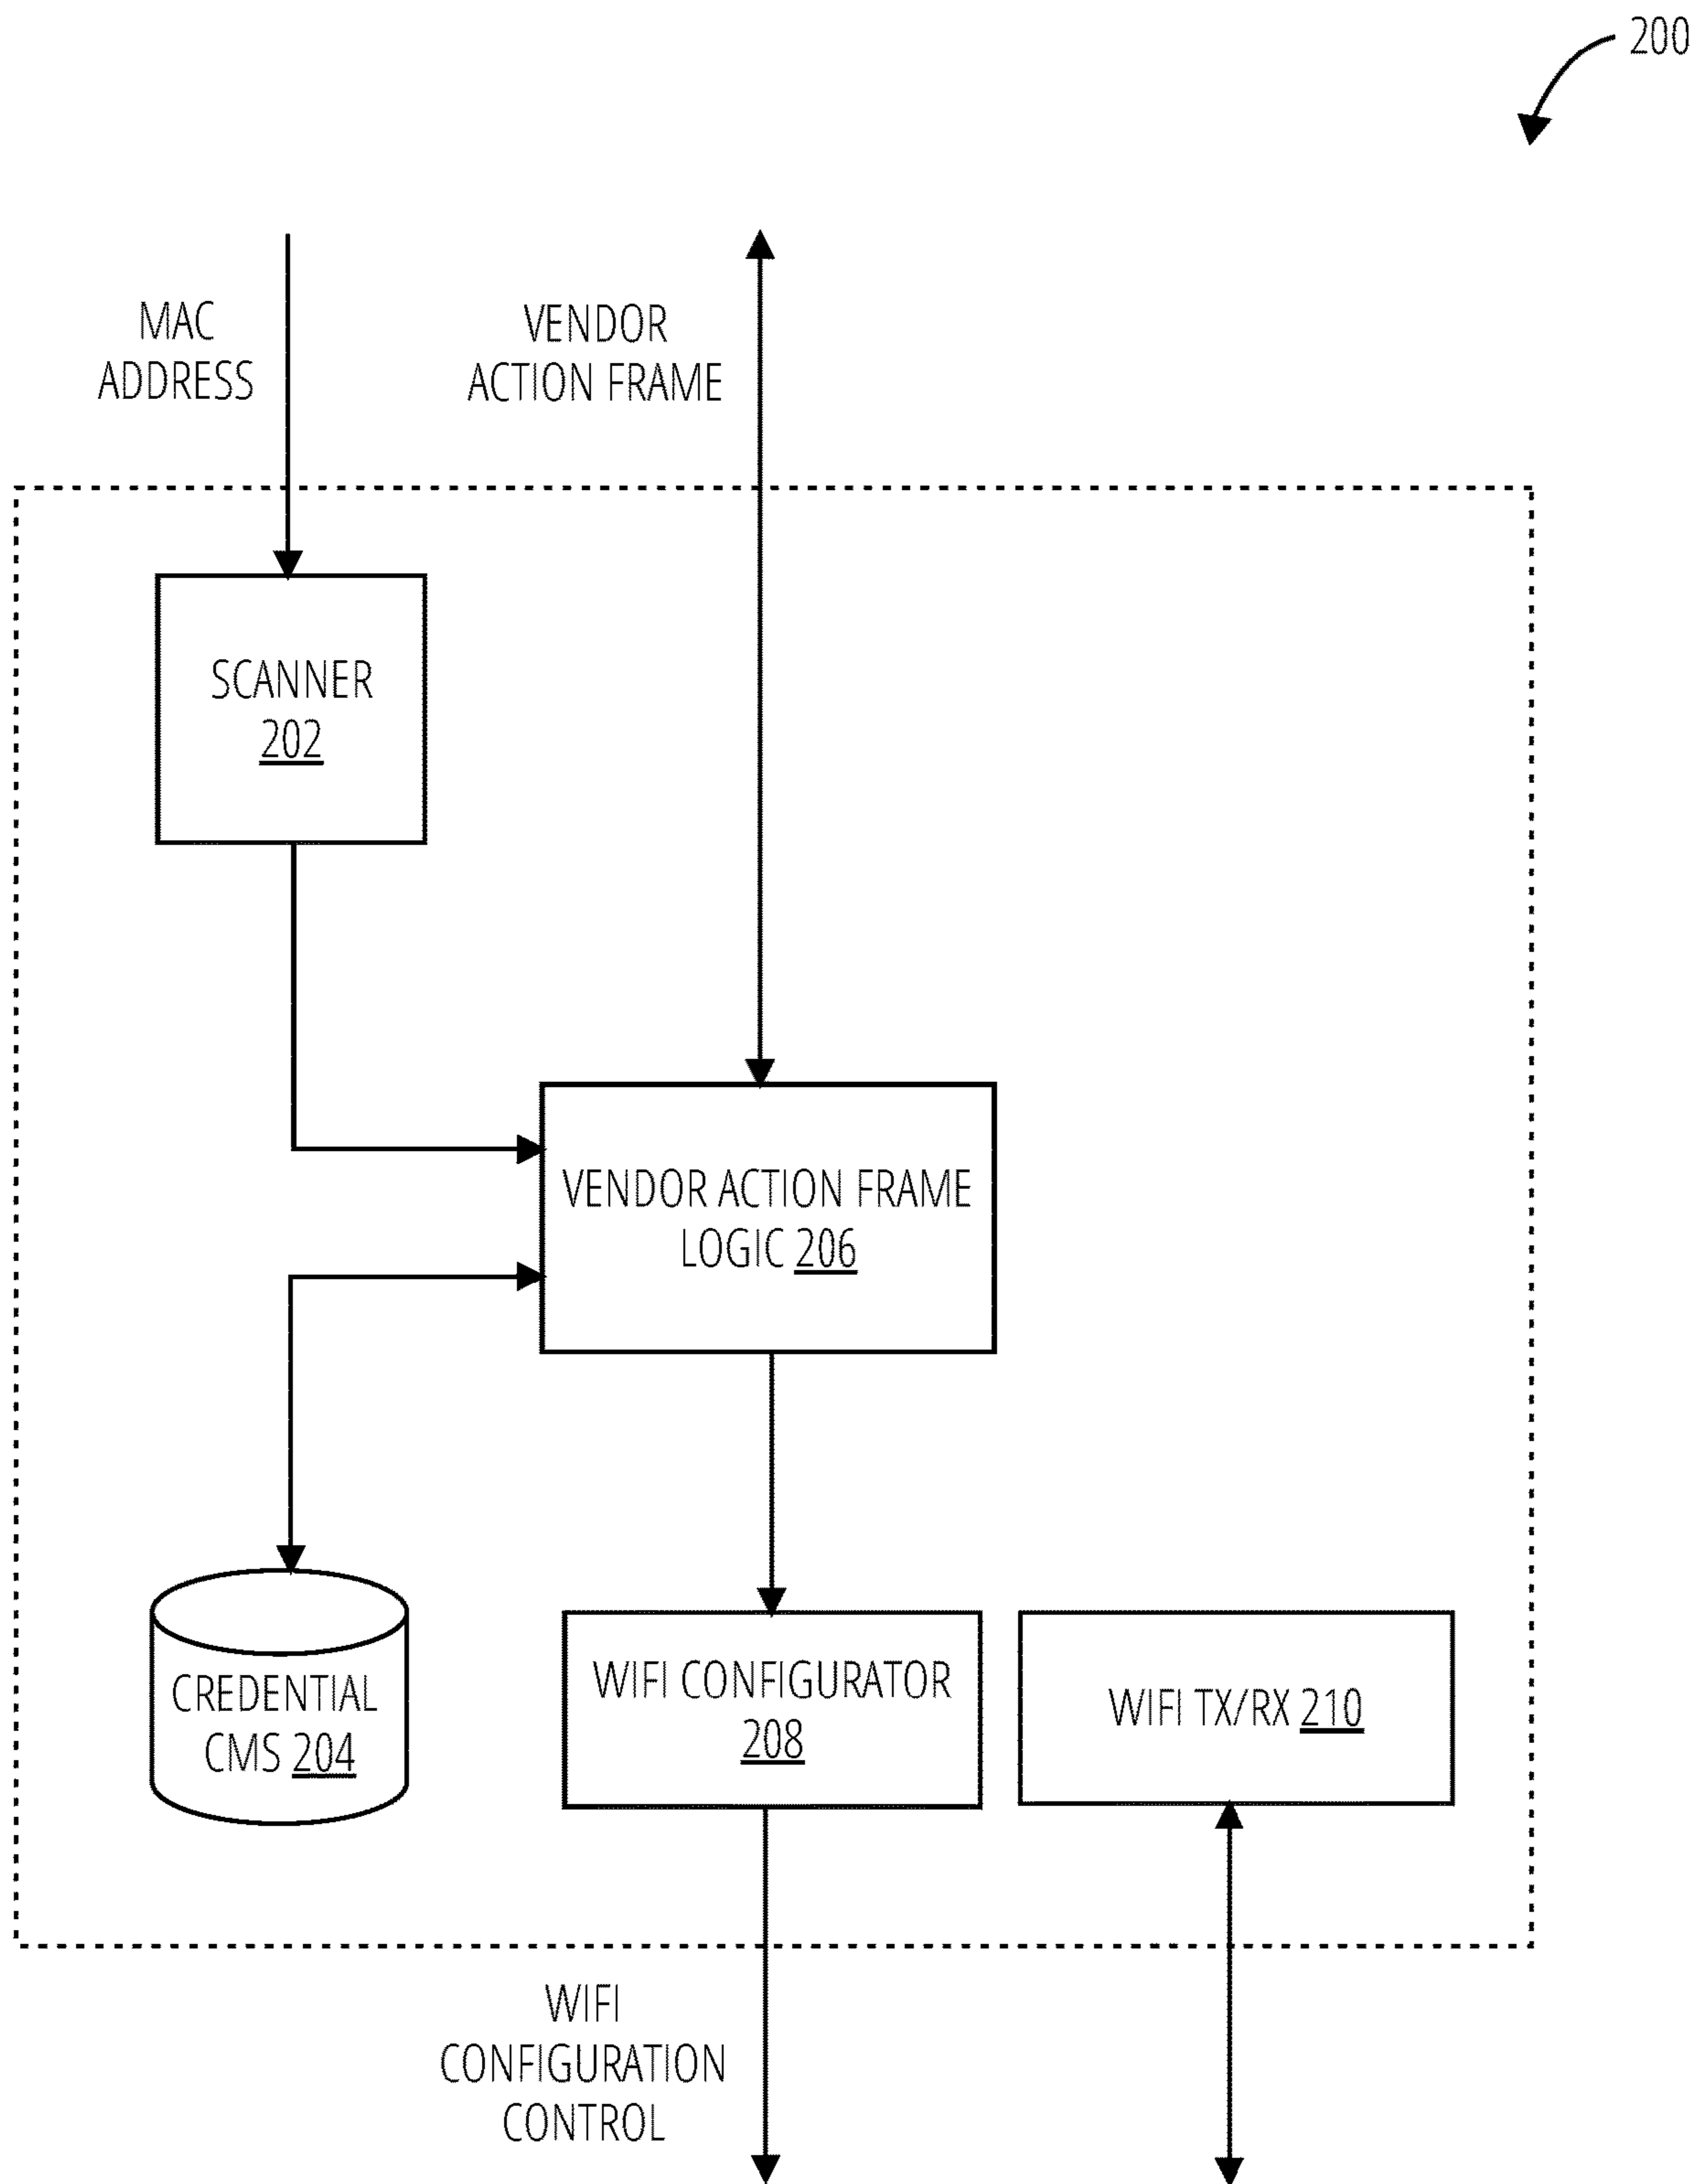 200
MAC
ADDRESS
VENDOR
ACTION FRAME
SCANNER
202
VENDOR ACTION FRAME
LOGIC 206
CREDENTIAL
CMS 204
WIFI CONFIGURATOR
208
WIFI TX/RX 210
WIFI
CONFIGURATION
CONTROL